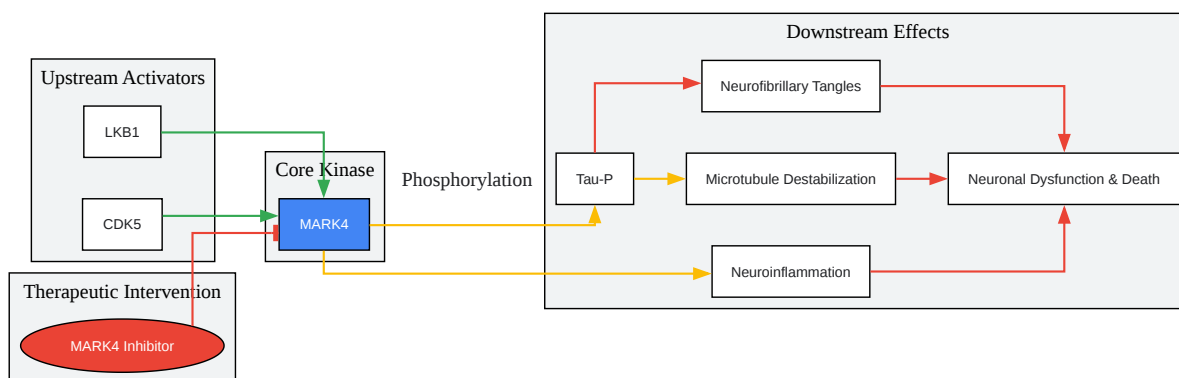 Downstream Effects
Upstream Activators
Neurofibrillary Tangles
LKB1
Core Kinase
Phosphorylation
Tau-P
Microtubule Destabilization
Neuronal Dysfunction & Death
CDK5
MARK4
Neuroinflammation
Therapeutic Intervention
MARK4 Inhibitor